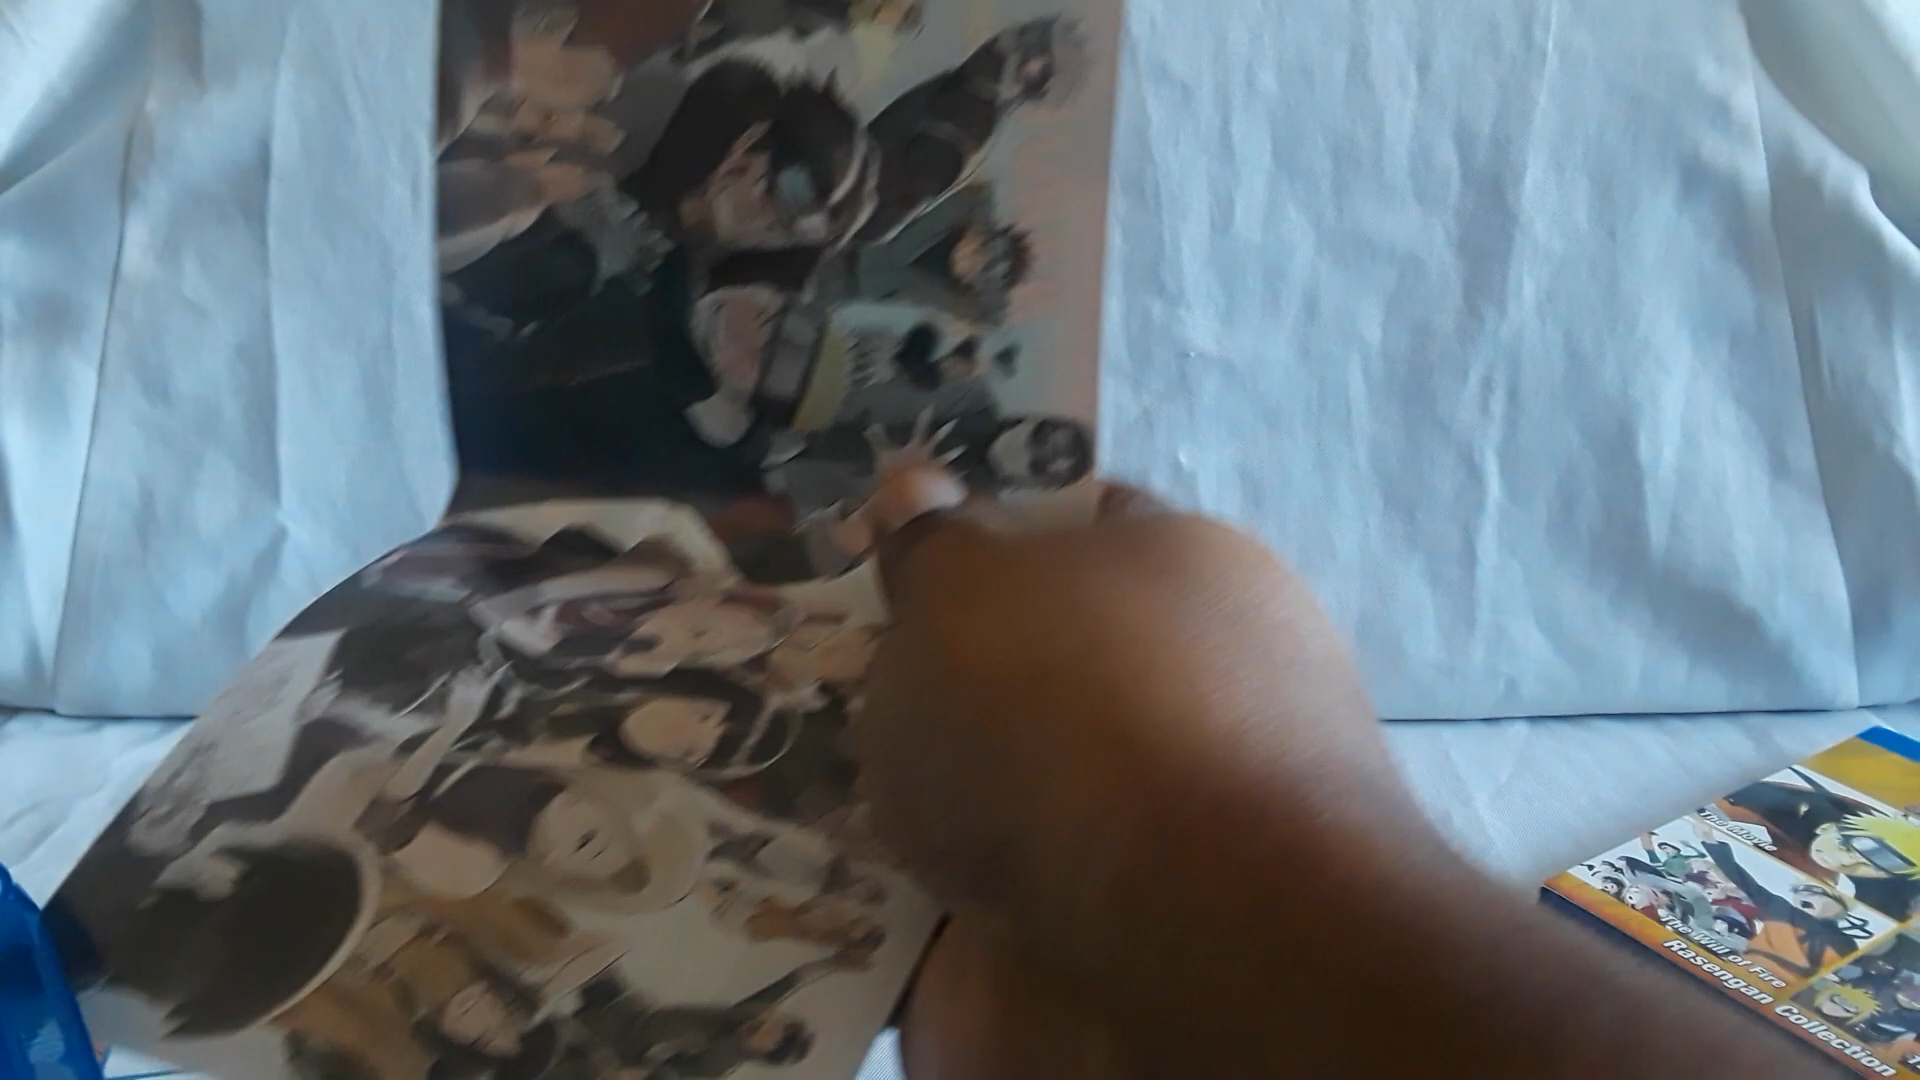 The Movie
The Will of Fire
Rasengan Collection